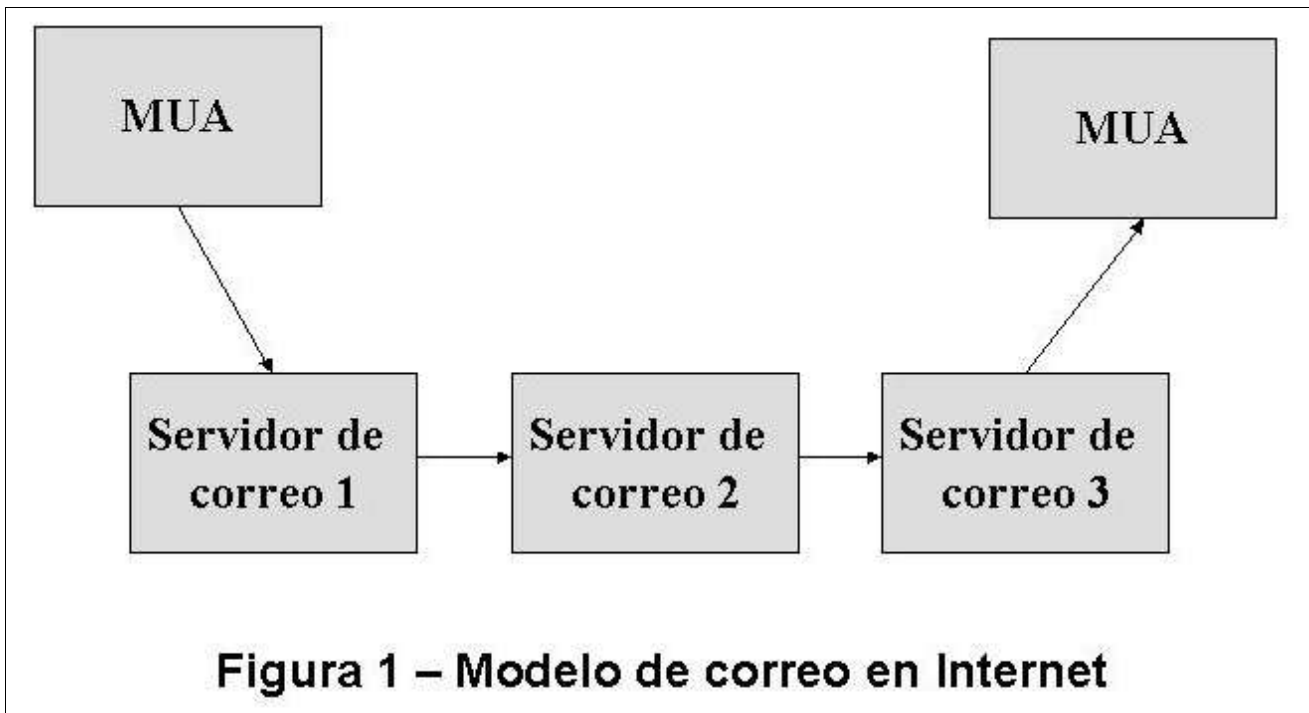 MUA
MUA
Servidor de
correo 1
Servidor de
correo 2
Servidor de
correo 3
Figura 1 – Modelo de correo en Internet